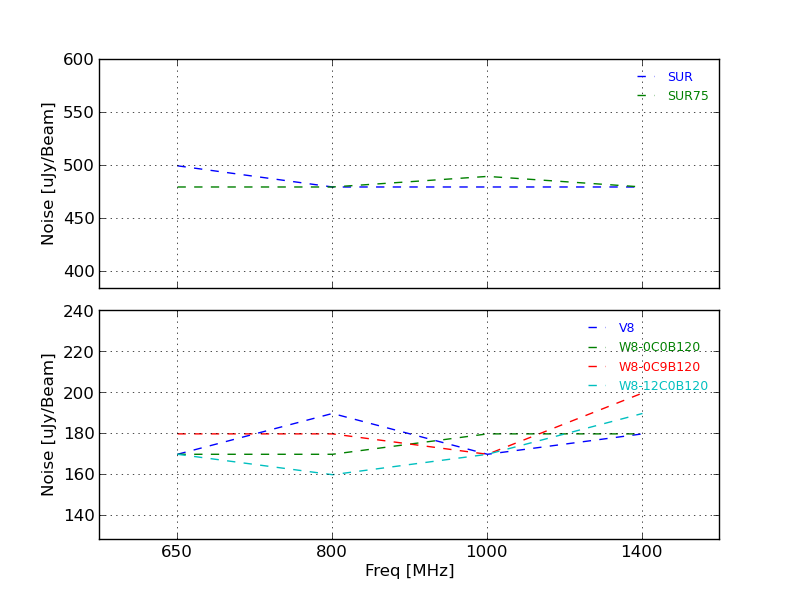 600
550
500
450
400
Noise [uJy/Beam]
SUR
SUR75
240
220
200
180
160
140
Noise [uJy/Beam]
V8
W8-0C0B120
W8-0C9B120
W8-12C0B120
650 800 1000 1400
Freq [MHz]